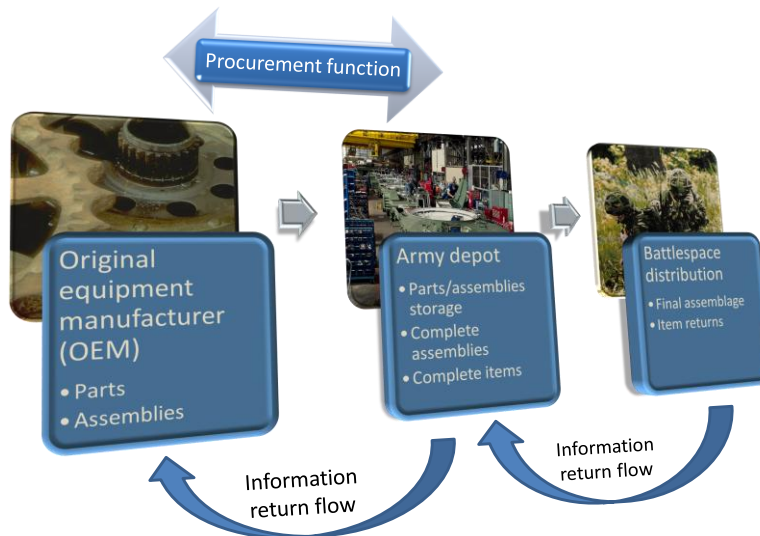 Procurement function
Original
equipment
manufacturer
(OEM)
• Parts
• Assemblies
Army depot
• Parts/assemblies
storage
• Complete
assemblies
• Complete items
Battlespace
distribution
• Final assemblage
• Item returns
Information
return flow
Information
return flow